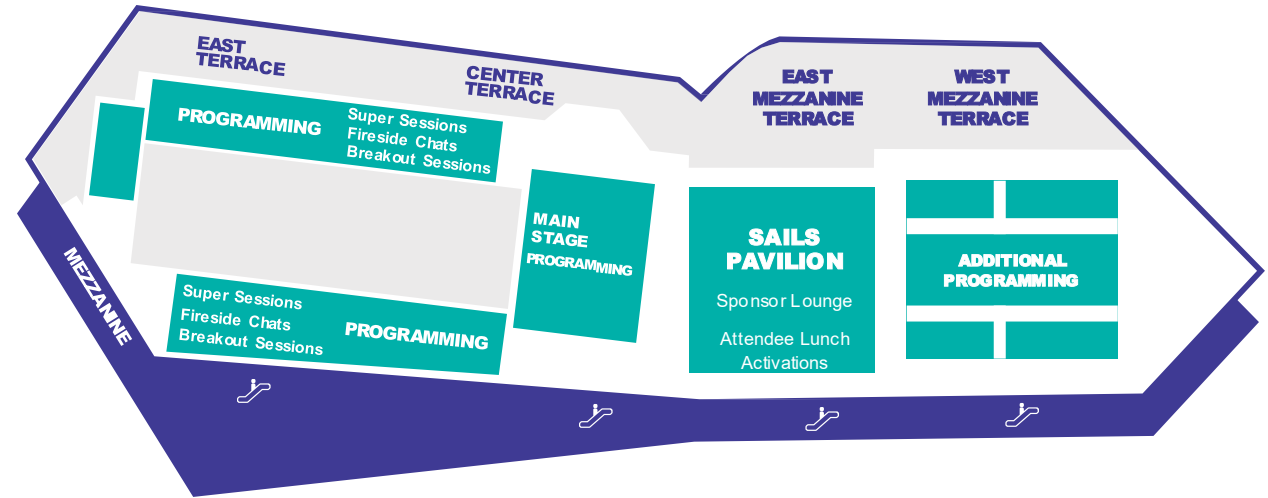 EAST
TERRACE
CENTER
TERRACE
EAST
MEZZANINE
TERRACE
WEST
MEZZANINE
TERRACE
PROGRAMMING
Super Sessions
Fireside Chats
Breakout Sessions
MAIN
STAGE
PROGRAMMING
SAILS
PAVILION
Sponsor Lounge
Attendee Lunch
Activations
ADDITIONAL
PROGRAMMING
MEZZANINE
Super Sessions
Fireside Chats
Breakout Sessions
PROGRAMMING